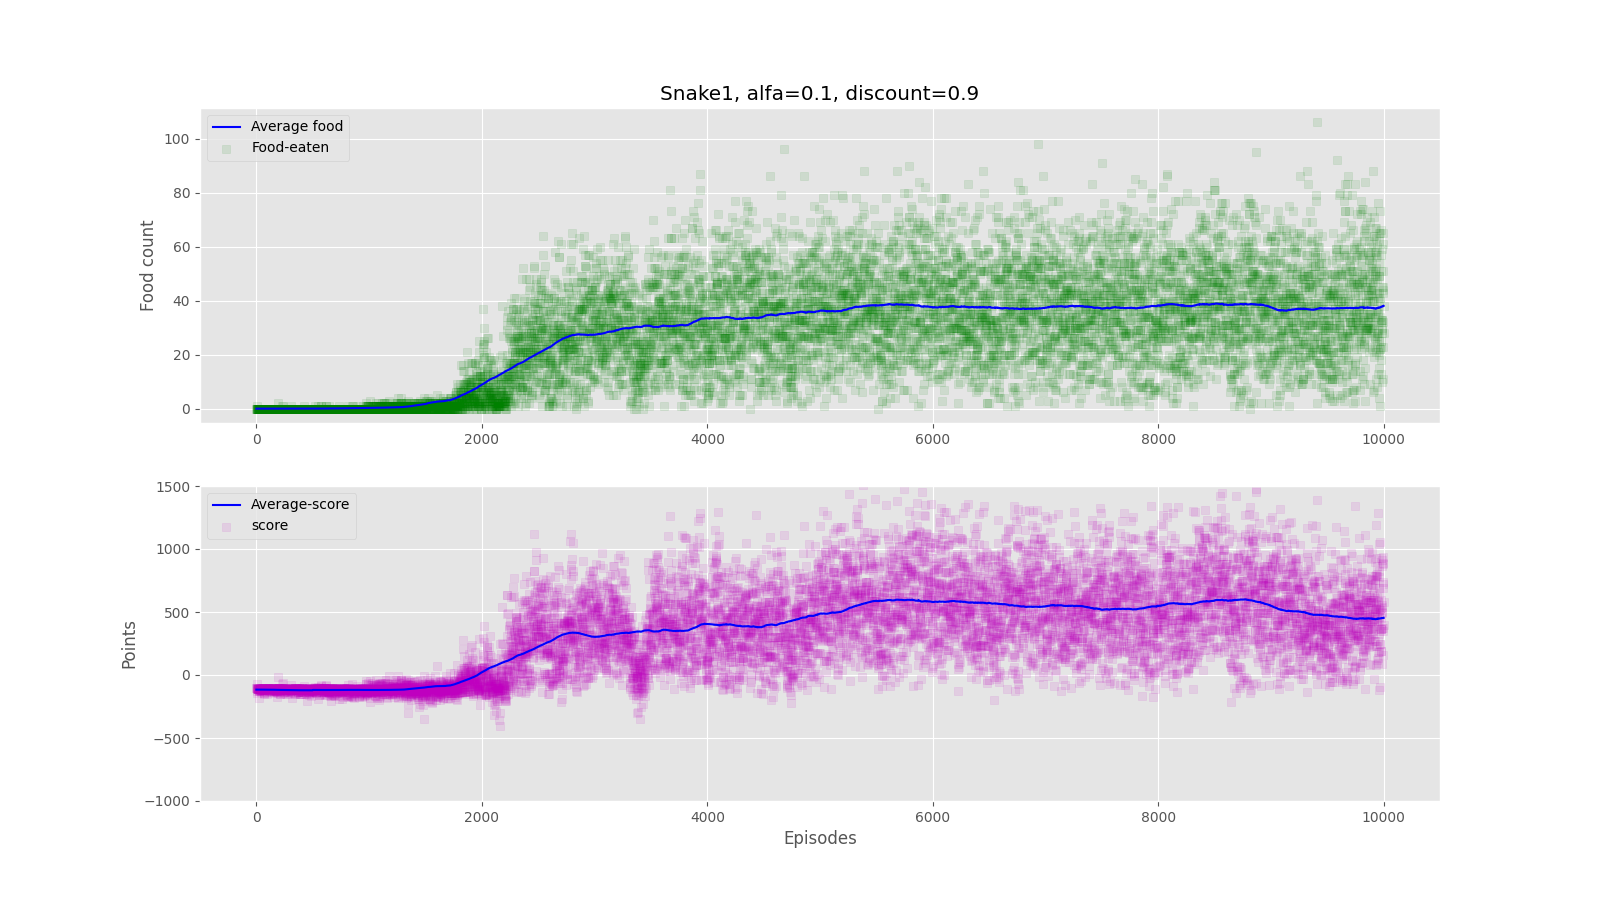 Snake1, alfa=0.1, discount=0.9
Average food
Food-eaten
Food count
100
80
60
40
20
0
0 2000 4000 6000 8000 10000
Average-score
score
Points
1500
1000
500
0
−500
−1000
0 2000 4000 6000 8000 10000
Episodes